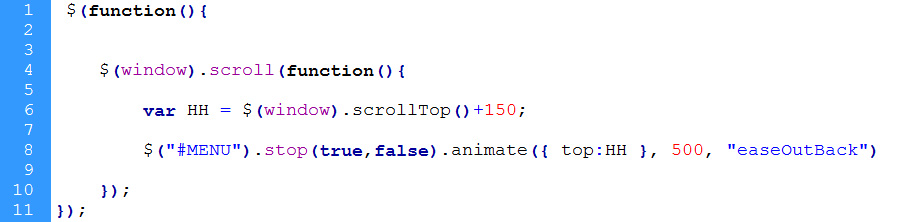 1 $(function(){
2
3
4 $(window).scroll(function(){
5
6 var HH = $(window).scrollTop()+150;
7
8 $("#MENU").stop(true,false).animate({ top:HH }, 500, "easeOutBack")
9
10 });
11 });